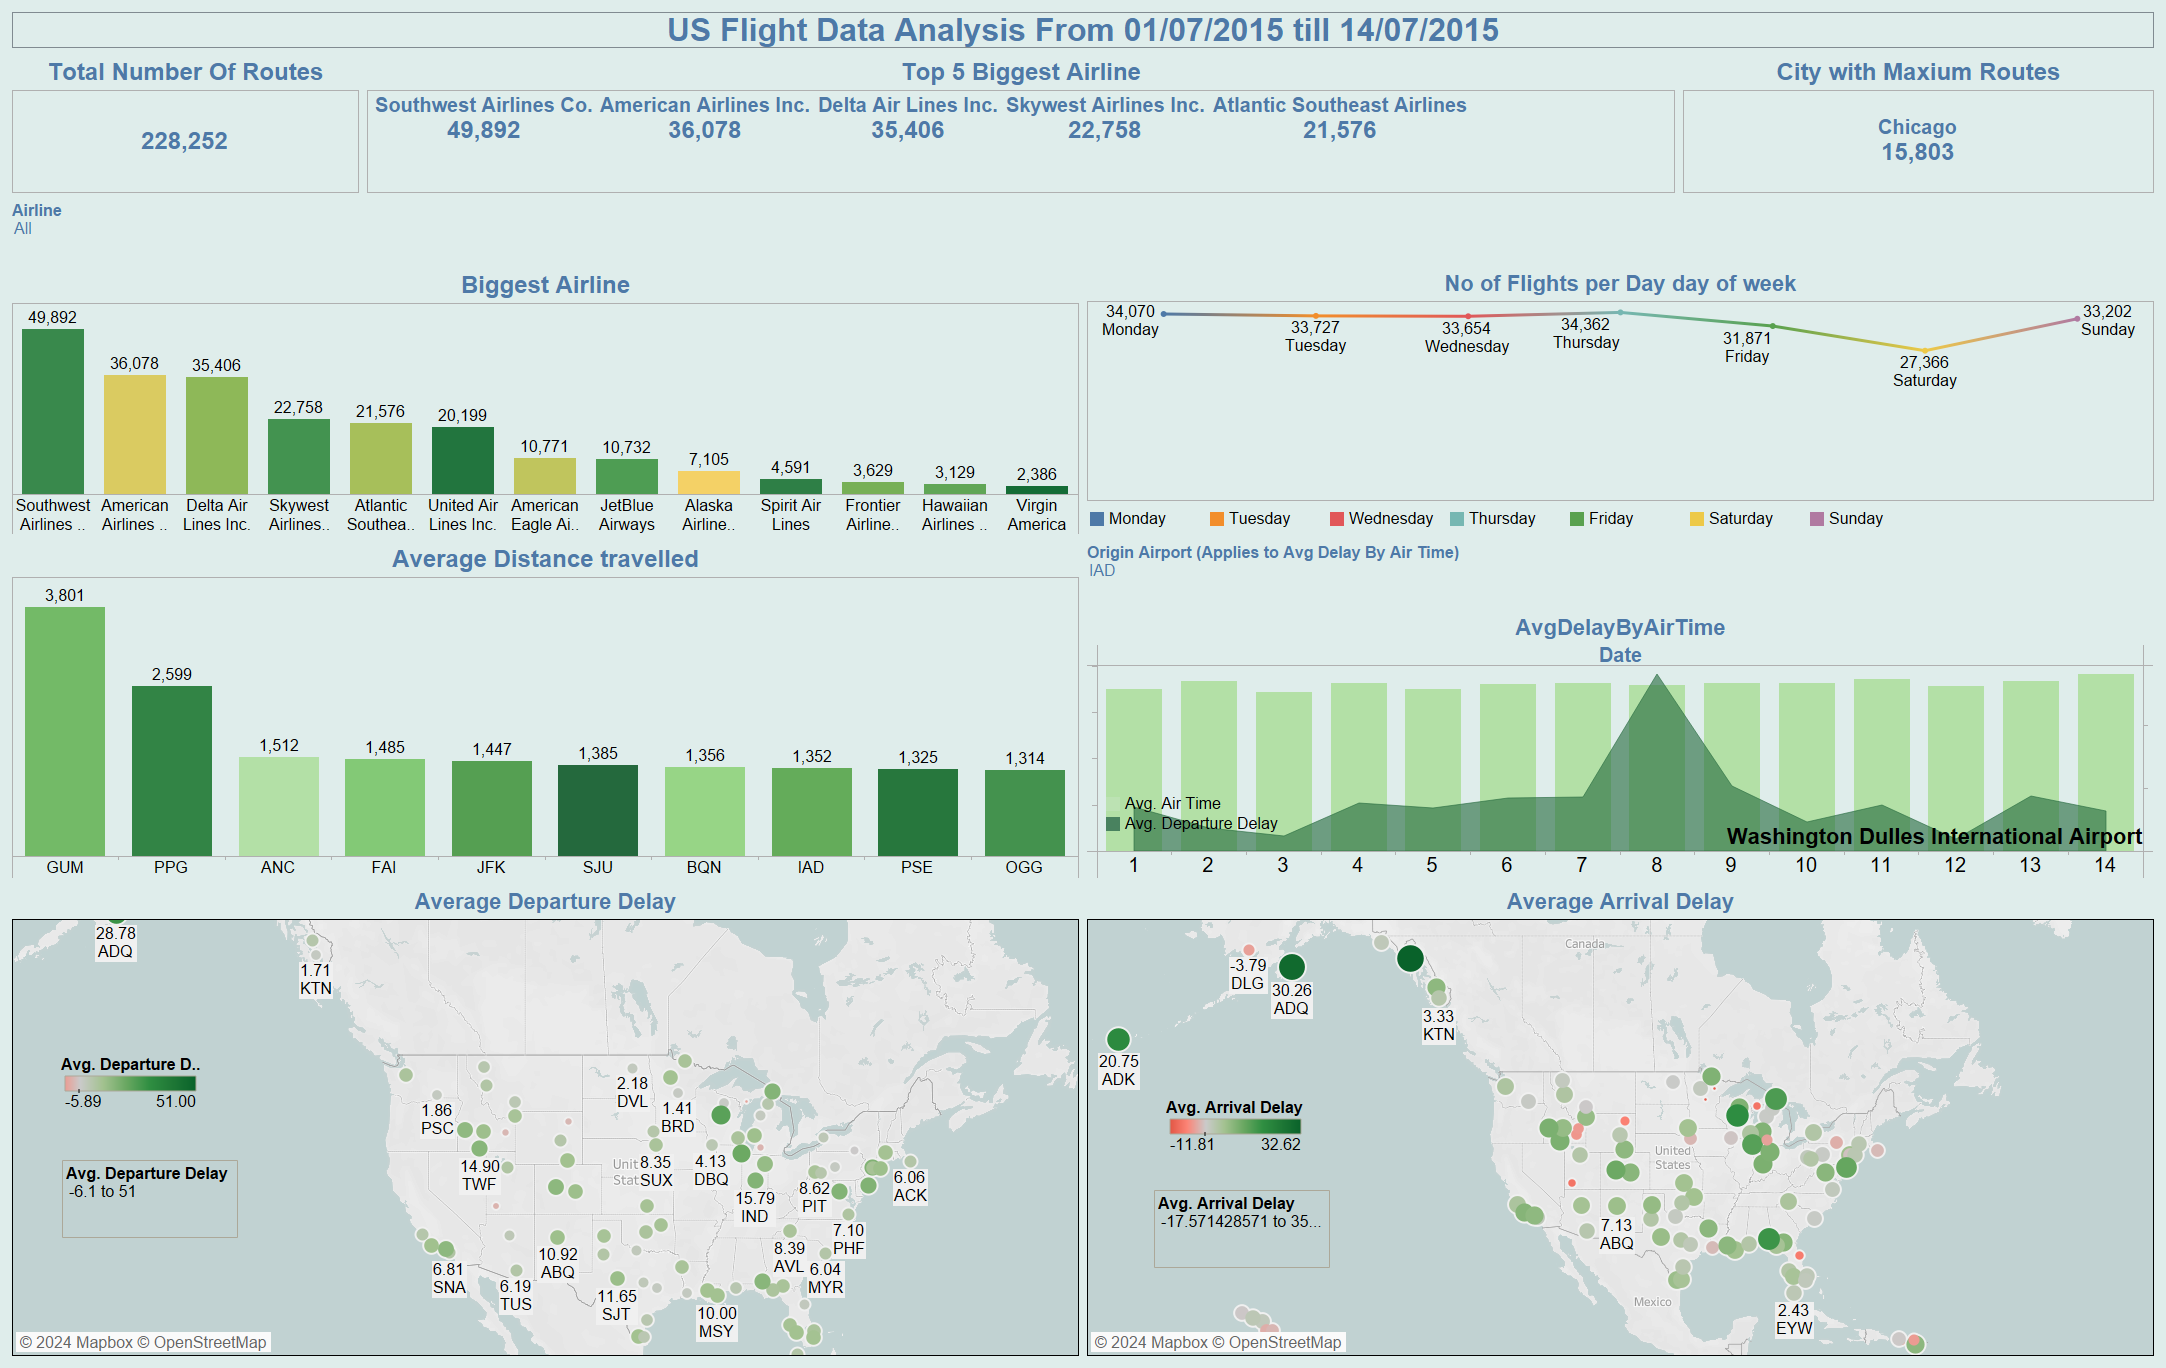 US Flight Data Analysis From 01/07/2015 till 14/07/2015
Total Number Of Routes
228,252
Top 5 Biggest Airline
Southwest Airlines Co. American Airlines Inc. Delta Air Lines Inc. Skywest Airlines Inc. Atlantic Southeast Airlines
49,892 36,078 35,406 22,758 21,576
City with Maxium Routes
Chicago
15,803
Airline
All
Biggest Airline
49,892
36,078
35,406
22,758
21,576
20,199
10,771
10,732
7,105
4,591
3,629
3,129
2,386
Southwest
Airlines ..
American
Airlines ..
Delta Air
Lines Inc.
Skywest
Airlines..
Atlantic
Southea..
United Air
Lines Inc.
American
Eagle Ai..
JetBlue
Airways
Alaska
Airline..
Spirit Air
Lines
Frontier
Airline..
Hawaiian
Airlines ..
Virgin
America
No of Flights per Day day of week
34,070
Monday
33,727
Tuesday
33,654
Wednesday
34,362
Thursday
31,871
Friday
27,366
Saturday
33,202
Sunday
Monday Tuesday Wednesday Thursday Friday Saturday Sunday
Average Distance travelled
3,801
2,599
1,512
1,485
1,447
1,385
1,356
1,352
1,325
1,314
GUM PPG ANC FAI JFK SJU BQN IAD PSE OGG
Origin Airport (Applies to Avg Delay By Air Time)
IAD
AvgDelayByAirTime
Date
Avg. Air Time
Avg. Departure Delay
Washington Dulles International Airport
1 2 3 4 5 6 7 8 9 10 11 12 13 14
Average Departure Delay
28.78
ADQ
1.71
KTN
Avg. Departure D..
-5.89 51.00
Avg. Departure Delay
-6.1 to 51
1.86
PSC
2.18
DVL
1.41
BRD
14.90
TWF
Unit
Stat
8.35
SUX
4.13
DBQ
15.79
IND
8.62
PIT
6.06
ACK
7.10
PHF
8.39
AVL
6.04
MYR
6.81
SNA
6.19
TUS
10.92
ABQ
11.65
SJT
10.00
MSY
© 2024 Mapbox © OpenStreetMap
Average Arrival Delay
Canada
-3.79
DLG
30.26
ADQ
3.33
KTN
20.75
ADK
Avg. Arrival Delay
-11.81 32.62
Avg. Arrival Delay
-17.571428571 to 35...
United
States
7.13
ABQ
Mexico
2.43
EYW
© 2024 Mapbox © OpenStreetMap